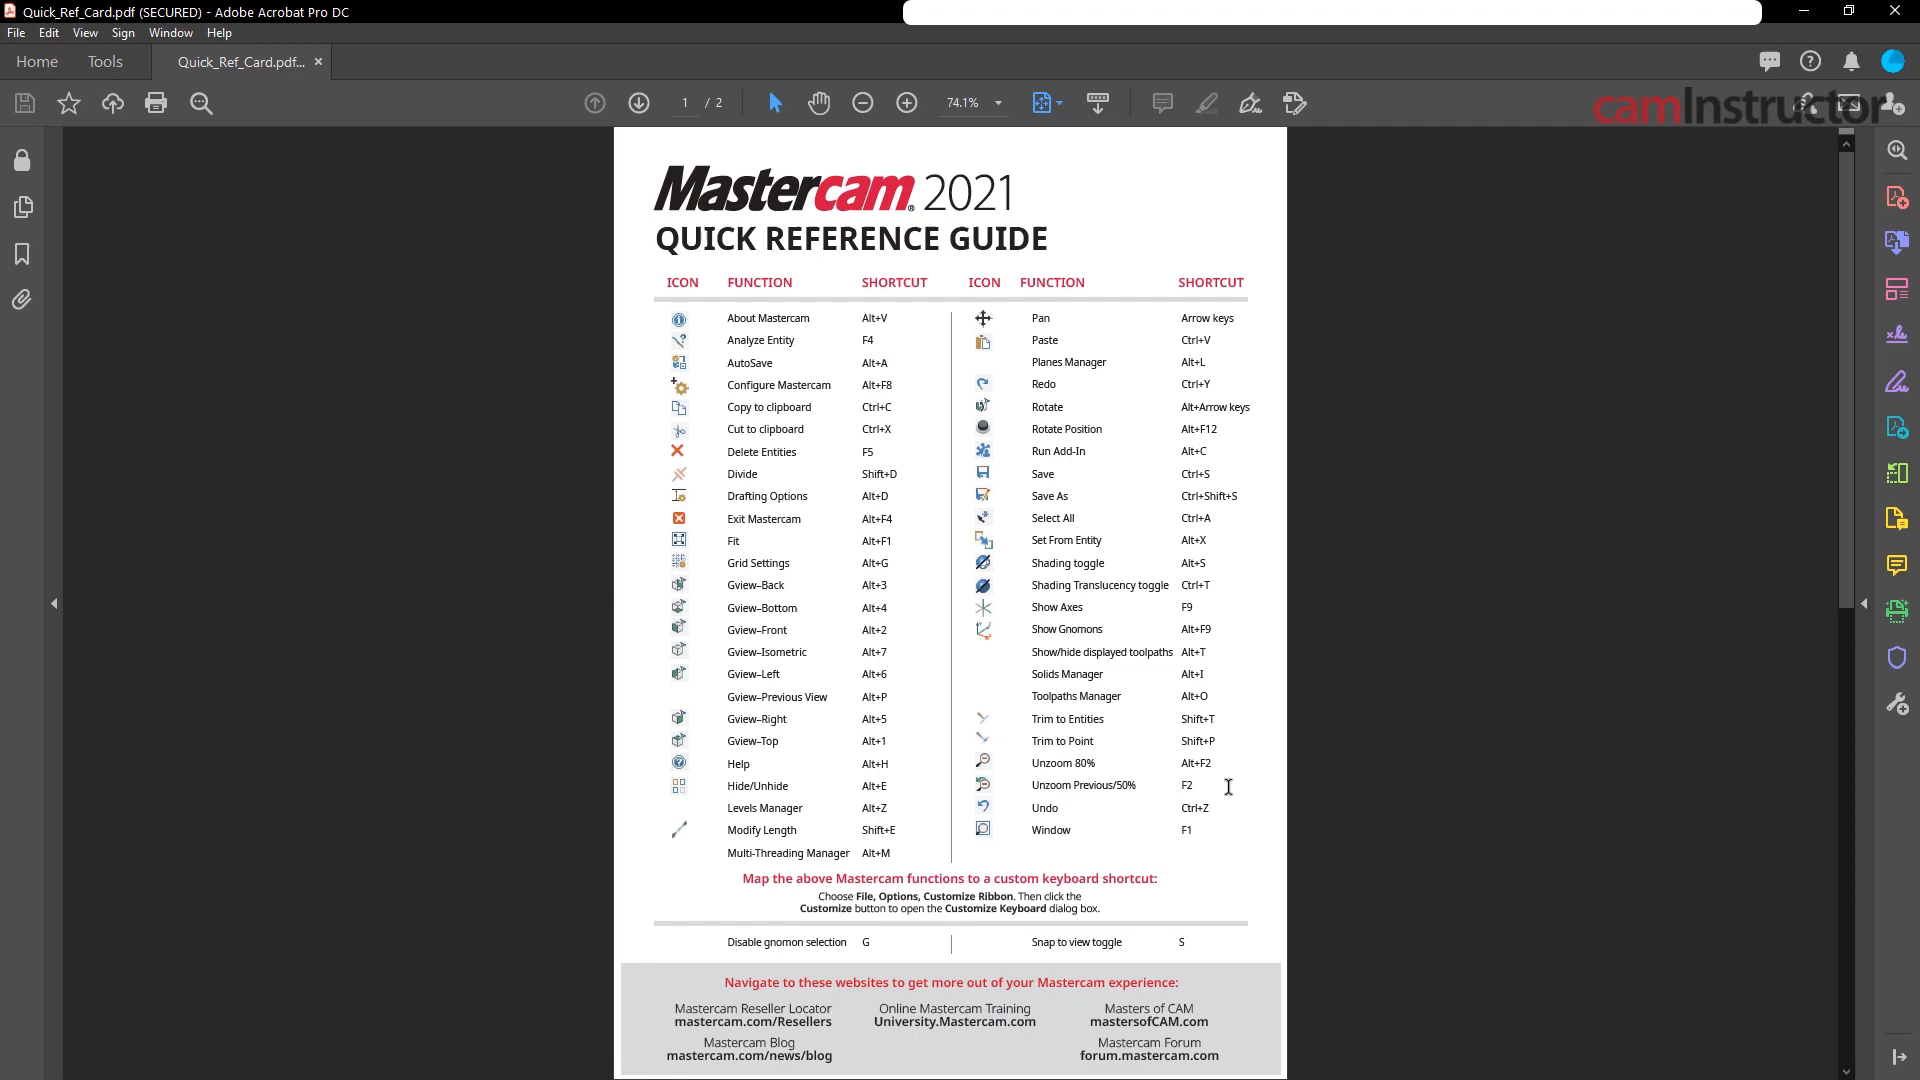 Quick_Ref_Card.pdf (SECURED) - Adobe Acrobat Pro DC
File Edit View Sign Window Help
Home Tools Quick_Ref_Card.pdf...
1 / 2 74.1%
camInstructor
Mastercam® 2021
QUICK REFERENCE GUIDE
ICON FUNCTION SHORTCUT ICON FUNCTION SHORTCUT
About Mastercam Alt+V Pan Arrow keys
Analyze Entity F4 Paste Ctrl+V
AutoSave Alt+A Planes Manager Alt+L
Configure Mastercam Alt+F8 Redo Ctrl+Y
Copy to clipboard Ctrl+C Rotate Alt+Arrow keys
Cut to clipboard Ctrl+X Rotate Position Alt+F12
Delete Entities F5 Run Add-In Alt+C
Divide Shift+D Save Ctrl+S
Drafting Options Alt+D Save As Ctrl+Shift+S
Exit Mastercam Alt+F4 Select All Ctrl+A
Fit Alt+F1 Set From Entity Alt+X
Grid Settings Alt+G Shading toggle Alt+S
Gview–Back Alt+3 Shading Translucency toggle Ctrl+T
Gview–Bottom Alt+4 Show Axes F9
Gview–Front Alt+2 Show Gnomons Alt+F9
Gview–Isometric Alt+7 Show/hide displayed toolpaths Alt+T
Gview–Left Alt+6 Solids Manager Alt+I
Gview–Previous View Alt+P Toolpaths Manager Alt+O
Gview–Right Alt+5 Trim to Entities Shift+T
Gview–Top Alt+1 Trim to Point Shift+P
Help Alt+H Unzoom 80% Alt+F2
Hide/Unhide Alt+E Unzoom Previous/50% F2
Levels Manager Alt+Z Undo Ctrl+Z
Modify Length Shift+E Window F1
Multi-Threading Manager Alt+M
Map the above Mastercam functions to a custom keyboard shortcut:
Choose File, Options, Customize Ribbon. Then click the
Customize button to open the Customize Keyboard dialog box.
Disable gnomon selection G Snap to view toggle S
Navigate to these websites to get more out of your Mastercam experience:
Mastercam Reseller Locator Online Mastercam Training Masters of CAM
mastercam.com/Resellers University.Mastercam.com mastersofCAM.com
Mastercam Blog Mastercam Forum
mastercam.com/news/blog forum.mastercam.com